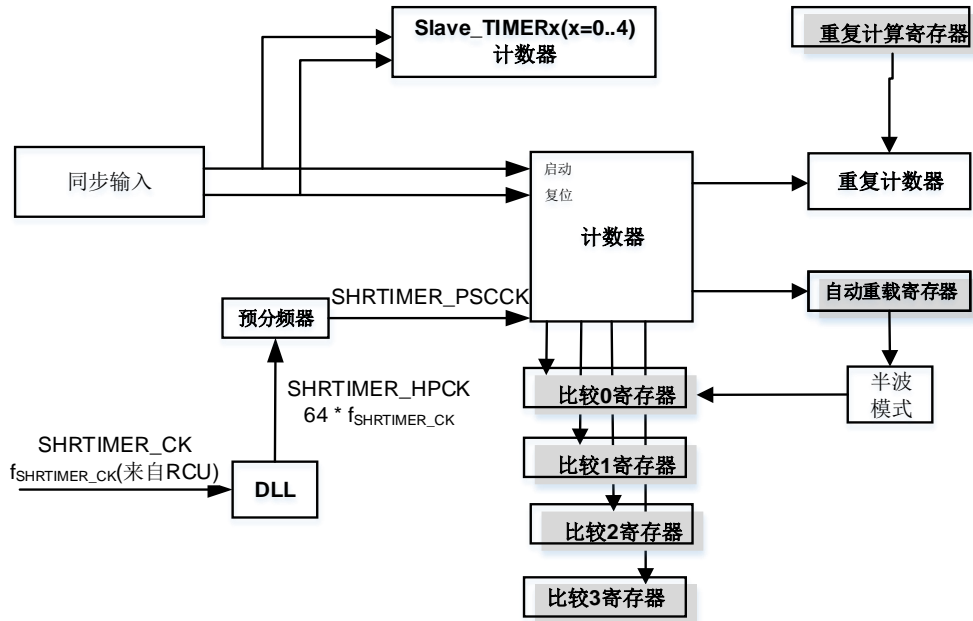 Slave_TIMERx(x=0..4)
计数器
重复计算寄存器
同步输入
启动
复位
计数器
重复计数器
自动重载寄存器
SHRTIMER_PSCCK
预分频器
半波
模式
比较0寄存器
SHRTIMER_HPCK
64 * fSHRTIMER_CK
SHRTIMER_CK
fSHRTIMER_CK(来自RCU)
DLL
比较1寄存器
比较2寄存器
比较3寄存器